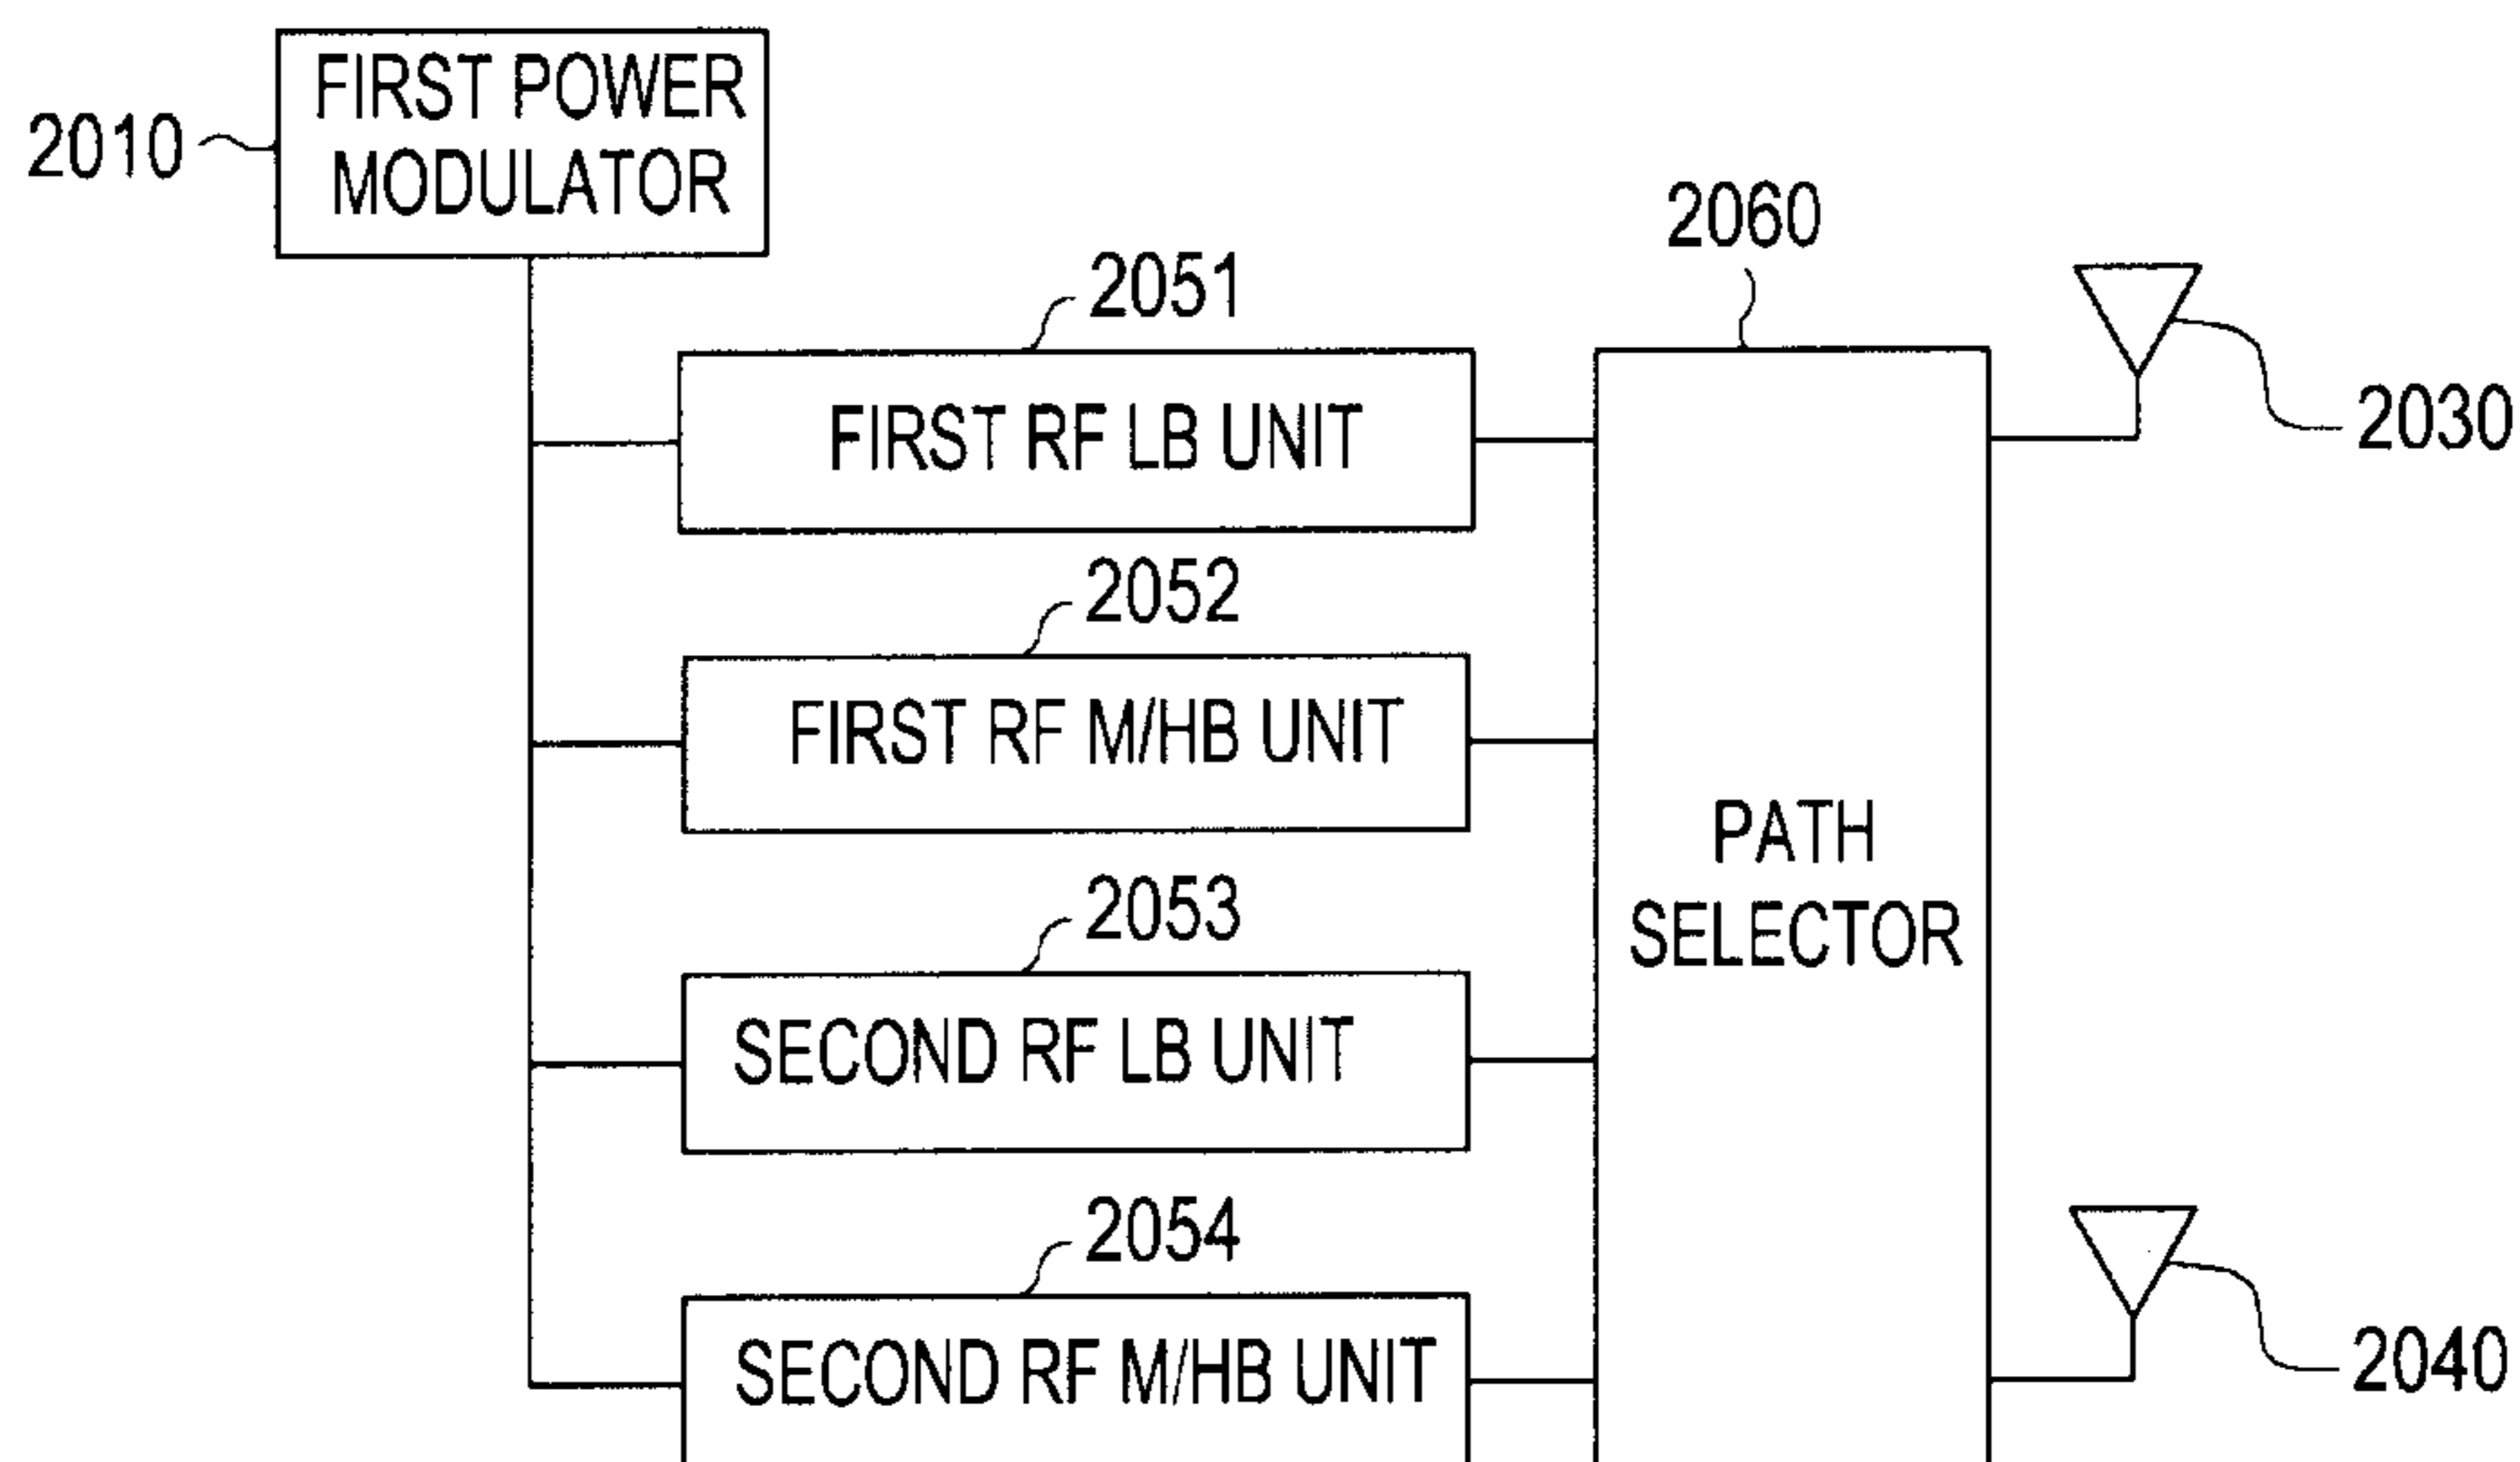 FIRST POWER
MODULATOR
2010
2060
2051
FIRST RF LB UNIT
2030
2052
FIRST RF M/HB UNIT
PATH
SELECTOR
2053
SECOND RF LB UNIT
2054
SECOND RF M/HB UNIT
2040